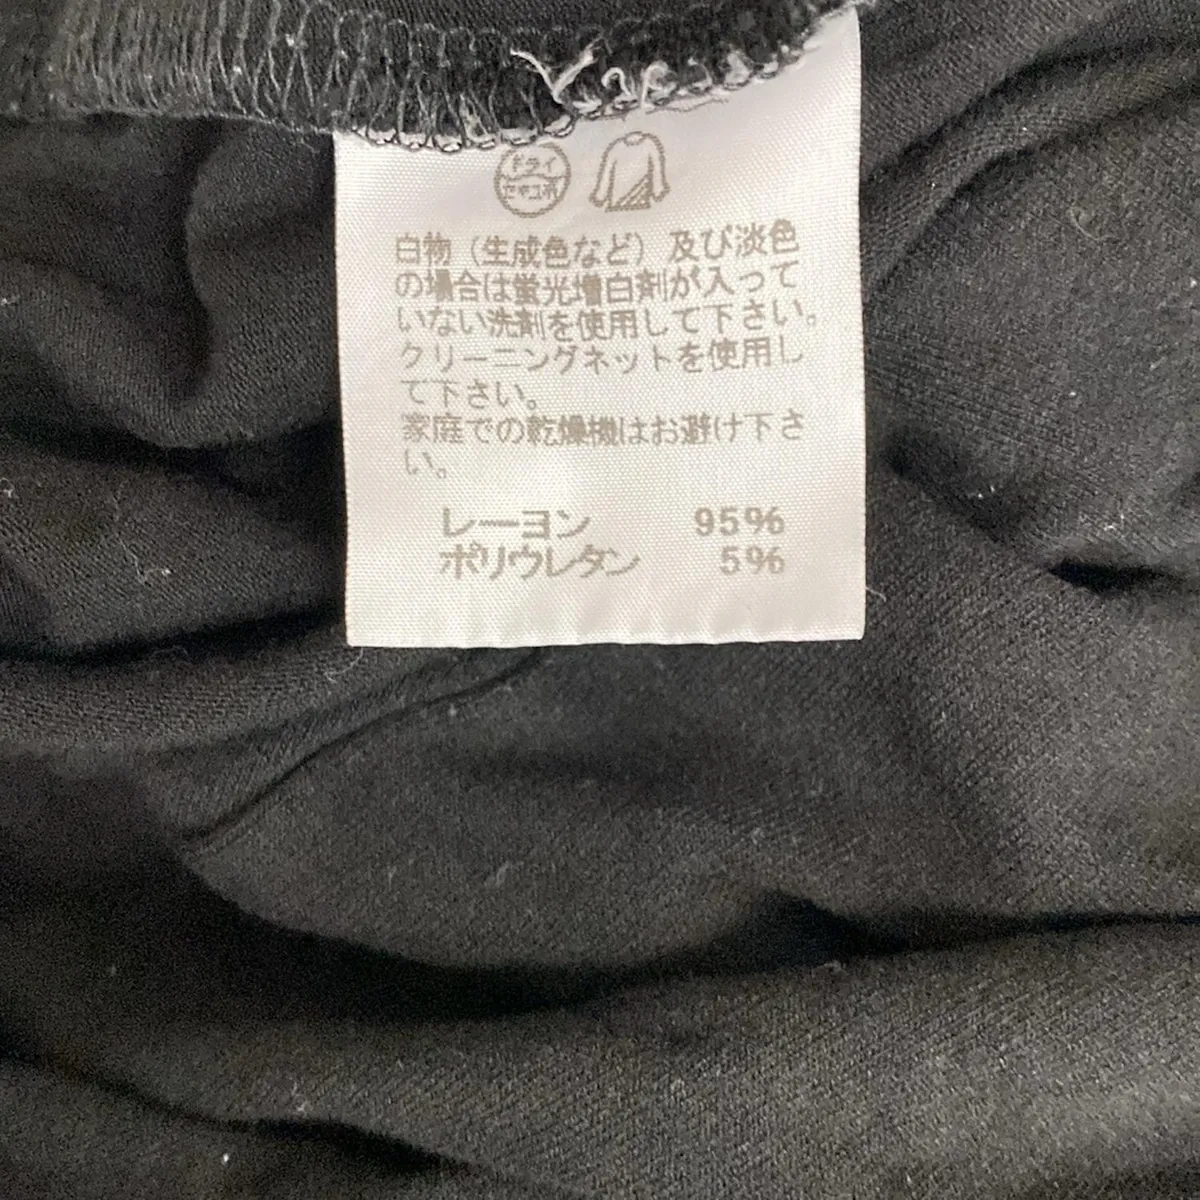 ドライ
セキユ系
白物（生成色など）及び淡色
の場合は蛍光増白剤が入って
いない洗剤を使用して下さい。
クリーニングネットを使用し
て下さい。
家庭での乾燥機はお避け下さ
い。
レーヨン 95%
ポリウレタン 5%